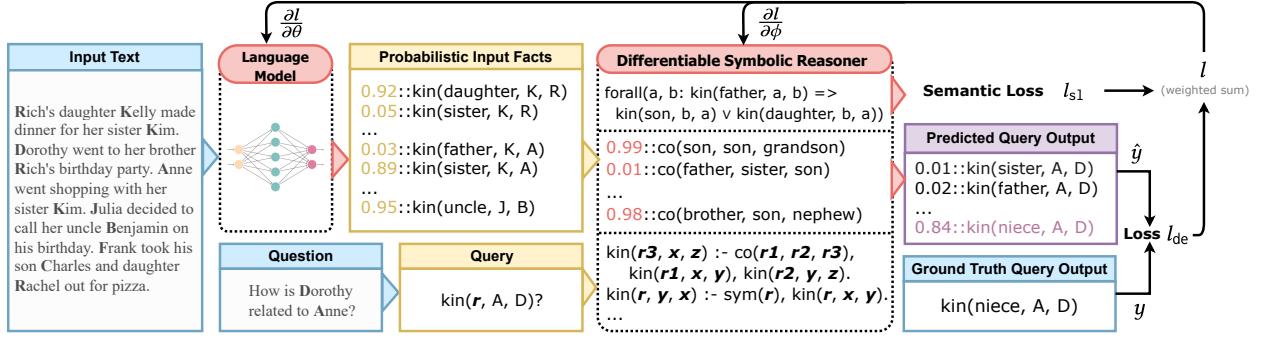 ∂l/∂θ
∂l/∂ϕ
Input Text
Rich's daughter Kelly made
dinner for her sister Kim.
Dorothy went to her brother
Rich's birthday party. Anne
went shopping with her
sister Kim. Julia decided to
call her uncle Benjamin on
his birthday. Frank took his
son Charles and daughter
Rachel out for pizza.
Language
Model
Probabilistic Input Facts
0.92::kin(daughter, K, R)
0.05::kin(sister, K, R)
...
0.03::kin(father, K, A)
0.89::kin(sister, K, A)
...
0.95::kin(uncle, J, B)
Question
How is Dorothy
related to Anne?
Query
kin(r, A, D)?
Differentiable Symbolic Reasoner
forall(a, b: kin(father, a, b) =>
kin(son, b, a) ∨ kin(daughter, b, a))
0.99::co(son, son, grandson)
0.01::co(father, sister, son)
...
0.98::co(brother, son, nephew)
kin(r3, x, z) :- co(r1, r2, r3),
kin(r1, x, y), kin(r2, y, z).
kin(r, y, x) :- sym(r), kin(r, x, y).
...
Semantic Loss l_sl
l
(weighted sum)
Predicted Query Output
0.01::kin(sister, A, D)
0.02::kin(father, A, D)
...
0.84::kin(niece, A, D)
ŷ
Loss l_de
Ground Truth Query Output
kin(niece, A, D)
y